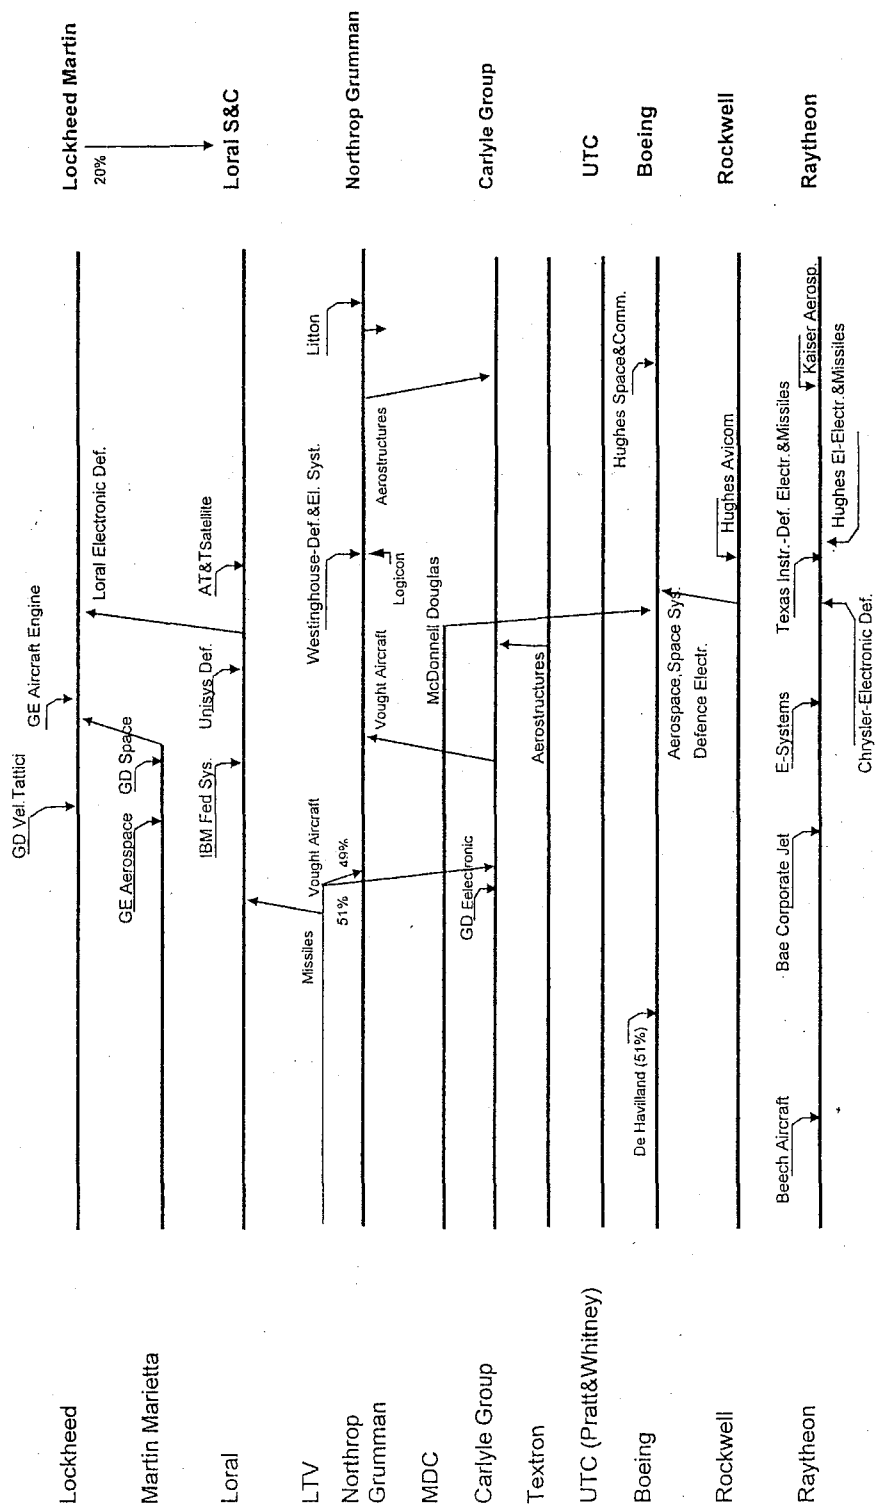 Lockheed
Martin Marietta
Loral
LTV
Northrop
Grumman
MDC
Carlyle Group
Textron
UTC (Pratt&Whitney)
Boeing
Rockwell
Raytheon
GD Vel.Tattici
GE Aircraft Engine
GE Aerospace
GD Space
Loral Electronic Def.
IBM Fed Sys.
Unisys Def.
AT&TSatellite
Missiles
Vought Aircraft
51%
49%
Vought Aircraft
Westinghouse-Def.&El. Syst.
Logicon
Litton
Aerostructures
McDonnell Douglas
GD Eelectronic
Aerostructures
De Havilland (51%)
Hughes Space&Comm.
Aerospace,Space Sys.
Defence Electr.
Hughes Avicom
Beech Aircraft
Bae Corporate Jet
E-Systems
Texas Instr.-Def. Electr.&Missiles
Kaiser Aerosp.
Chrysler-Electronic Def.
Hughes El-Electr.&Missiles
Lockheed Martin
20%
Loral S&C
Northrop Grumman
Carlyle Group
UTC
Boeing
Rockwell
Raytheon